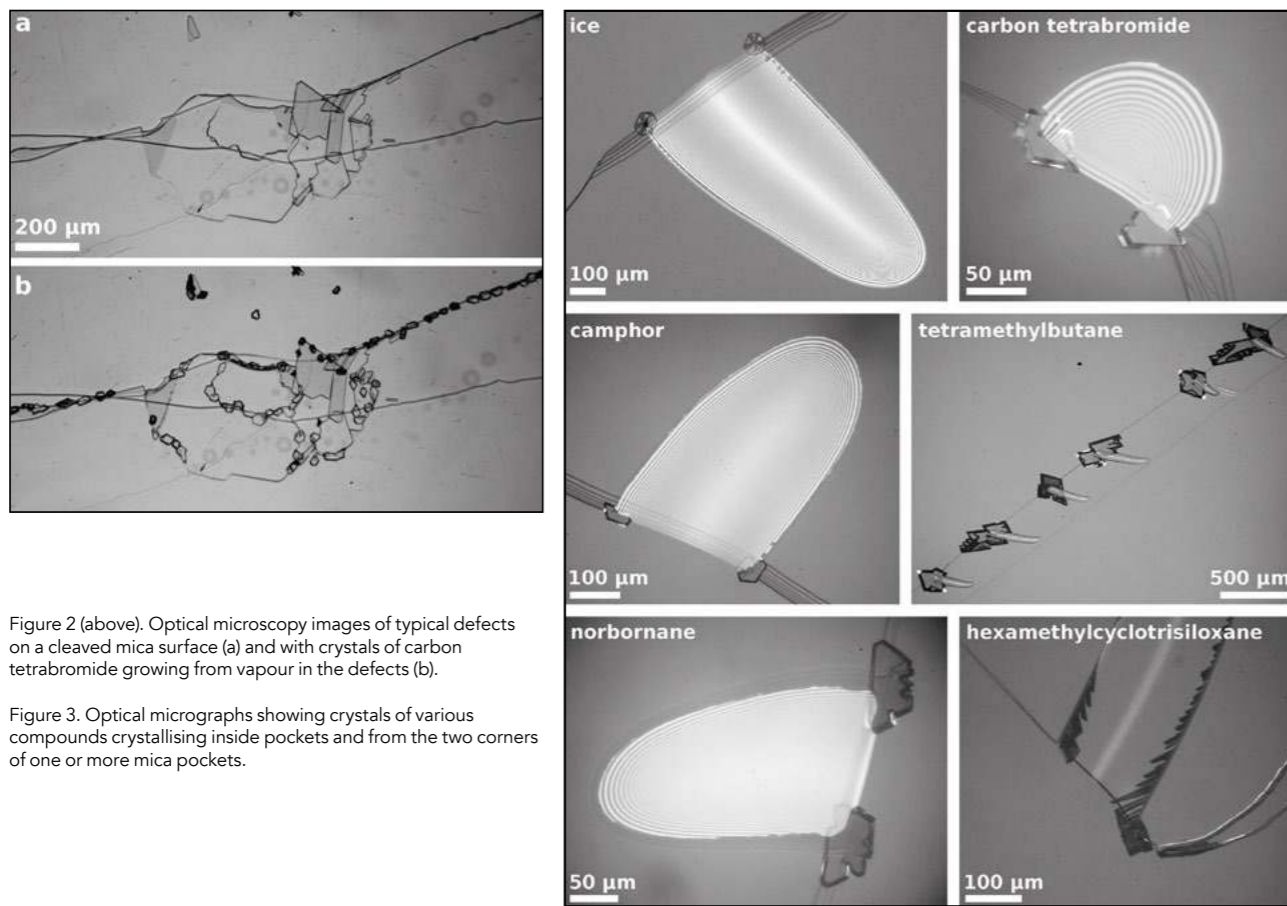 a
200 µm
b
Figure 2 (above). Optical microscopy images of typical defects
on a cleaved mica surface (a) and with crystals of carbon
tetrabromide growing from vapour in the defects (b).
Figure 3. Optical micrographs showing crystals of various
compounds crystallising inside pockets and from the two corners
of one or more mica pockets.
ice
100 µm
carbon tetrabromide
50 µm
camphor
100 µm
tetramethylbutane
500 µm
norbornane
50 µm
hexamethylcyclotrisiloxane
100 µm